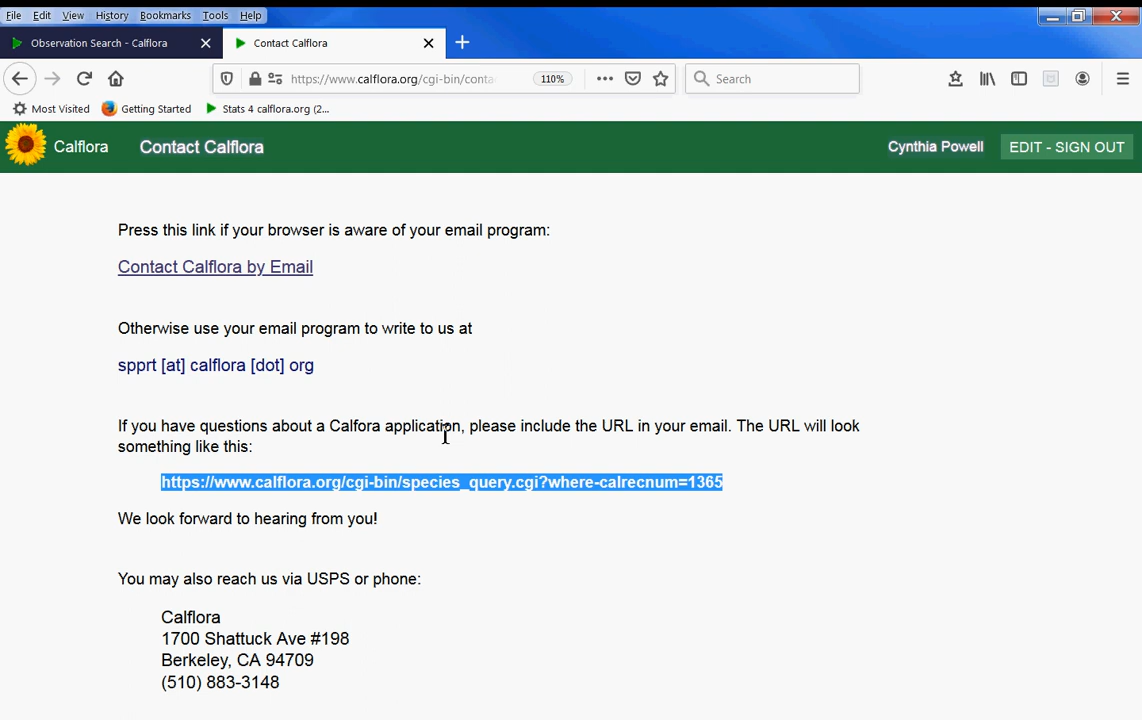 File Edit View History Bookmarks Tools Help
Observation Search - Calflora
Contact Calflora
https://www.calflora.org/cgi-bin/conta
110%
Search
Most Visited
Getting Started
Stats 4 calflora.org (2...
Calflora
Contact Calflora
Cynthia Powell
EDIT - SIGN OUT
Press this link if your browser is aware of your email program:
Contact Calflora by Email
Otherwise use your email program to write to us at
spprt [at] calflora [dot] org
If you have questions about a Calfora application, please include the URL in your email. The URL will look
something like this:
https://www.calflora.org/cgi-bin/species_query.cgi?where-calrecnum=1365
We look forward to hearing from you!
You may also reach us via USPS or phone:
Calflora
1700 Shattuck Ave #198
Berkeley, CA 94709
(510) 883-3148